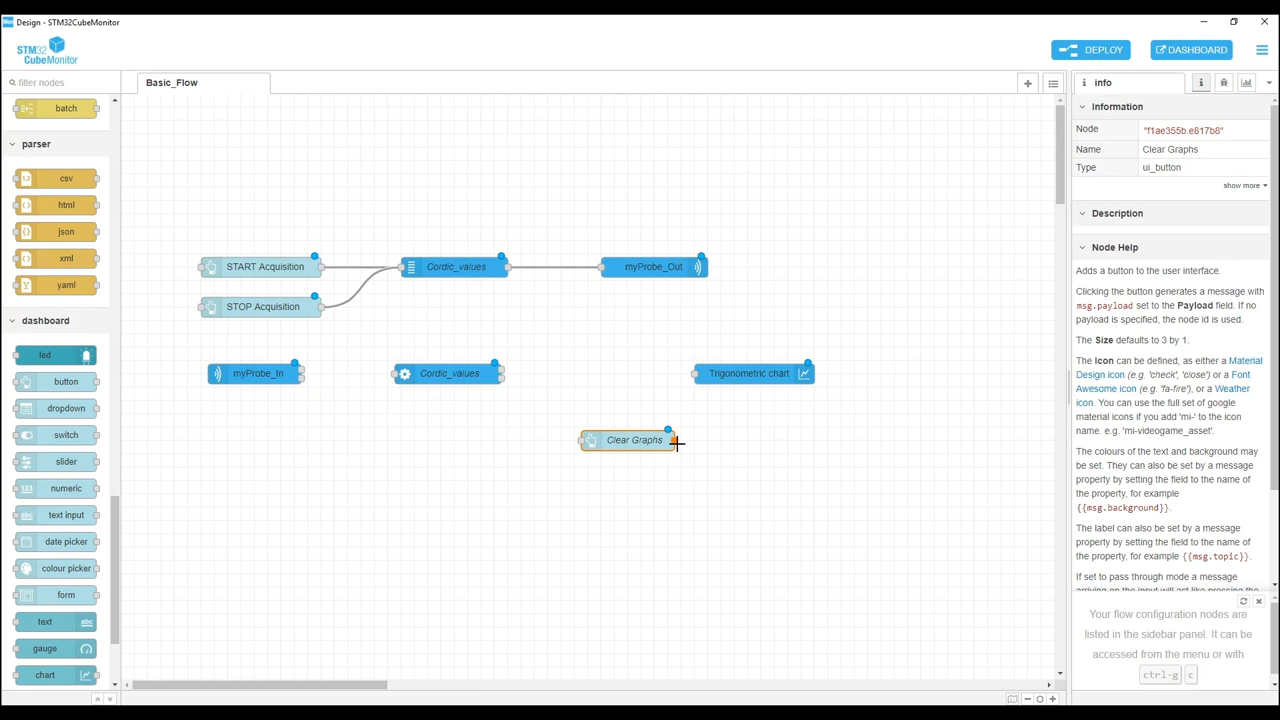 Design - STM32CubeMonitor
STM32
CubeMonitor
DEPLOY
DASHBOARD
filter nodes
Basic_Flow
info
batch
parser
csv
html
json
xml
yaml
dashboard
led
button
dropdown
switch
slider
numeric
text input
date picker
colour picker
form
text
gauge
chart
START Acquisition
Cordic_values
myProbe_Out
STOP Acquisition
myProbe_In
Cordic_values
Trigonometric chart
Clear Graphs
Information
Node "f1ae355b.e817b8"
Name Clear Graphs
Type ui_button
show more
Description
Node Help
Adds a button to the user interface.
Clicking the button generates a message with
msg.payload set to the Payload field. If no
payload is specified, the node id is used.
The Size defaults to 3 by 1.
The Icon can be defined, as either a Material
Design icon (e.g. 'check', 'close') or a Font
Awesome icon (e.g. 'fa-fire'), or a Weather
icon. You can use the full set of google
material icons if you add 'mi-' to the icon
name. e.g. 'mi-videogame_asset'.
The colours of the text and background may
be set. They can also be set by a message
property by setting the field to the name of
the property, for example
{{msg.background}}.
The label can also be set by a message
property by setting the field to the name of
the property, for example {{msg.topic}}.
If set to pass through mode a message
arriving on the input will act like pressing the
Your flow configuration nodes are
listed in the sidebar panel. It can be
accessed from the menu or with
ctrl-g c